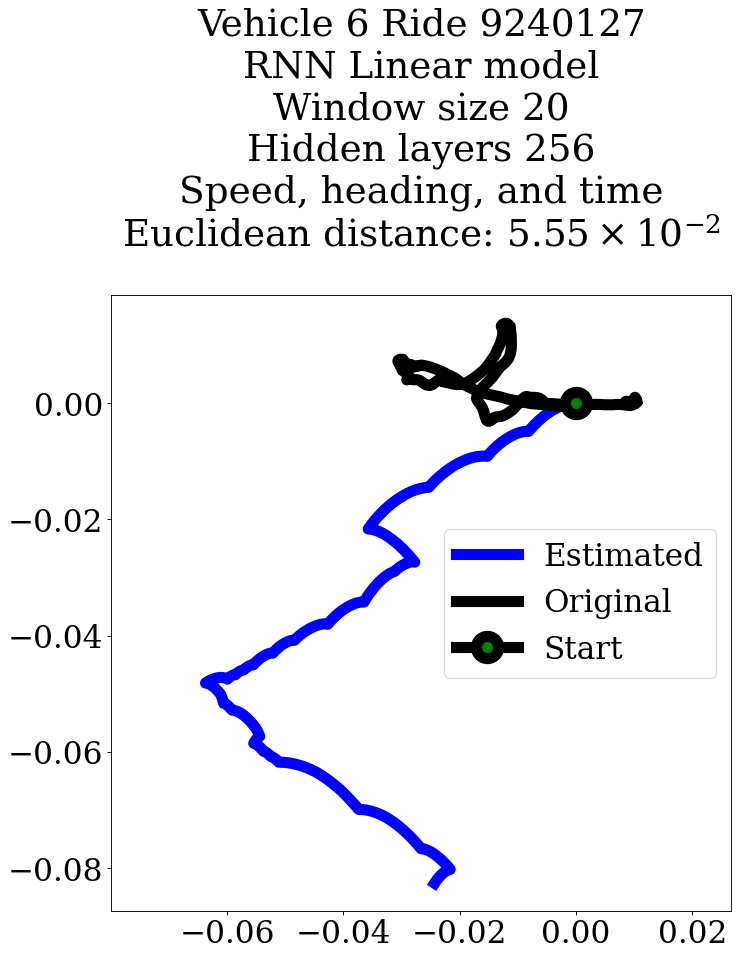 Vehicle 6 Ride 9240127
RNN Linear model
Window size 20
Hidden layers 256
Speed, heading, and time
Euclidean distance: 5.55 × 10⁻²
0.00
−0.02
−0.04
−0.06
−0.08
Estimated
Original
Start
−0.06 −0.04 −0.02 0.00 0.02